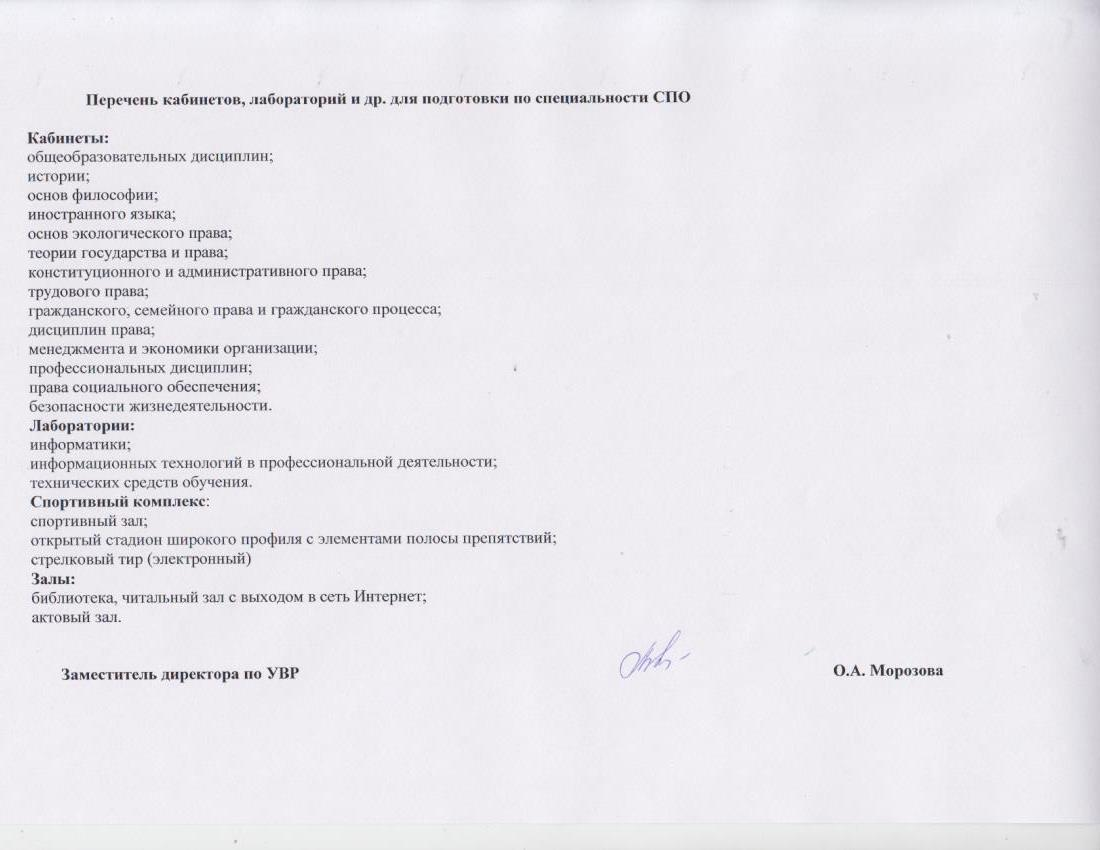 Перечень кабинетов, лабораторий и др. для подготовки по специальности СПО
Кабинеты:
общеобразовательных дисциплин;
истории;
основ философии;
иностранного языка;
основ экологического права;
теории государства и права;
конституционного и административного права;
трудового права;
гражданского, семейного права и гражданского процесса;
дисциплин права;
менеджмента и экономики организации;
профессиональных дисциплин;
права социального обеспечения;
безопасности жизнедеятельности.
Лаборатории:
информатики;
информационных технологий в профессиональной деятельности;
технических средств обучения.
Спортивный комплекс:
спортивный зал;
открытый стадион широкого профиля с элементами полосы препятствий;
стрелковый тир (электронный)
Залы:
библиотека, читальный зал с выходом в сеть Интернет;
актовый зал.
Заместитель директора по УВР О.А. Морозова